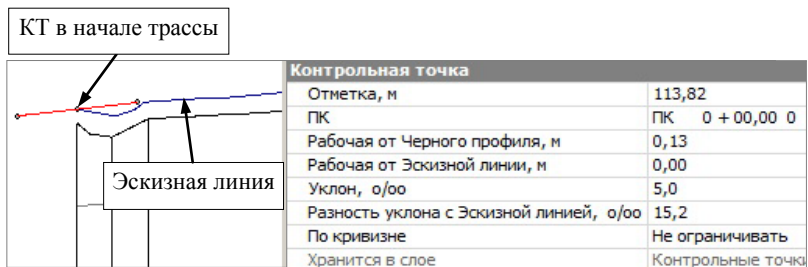 КТ в начале трассы
Эскизная линия
Контрольная точка
Отметка, м 113,82
ПК ПК 0 + 00,00 0
Рабочая от Черного профиля, м 0,13
Рабочая от Эскизной линии, м 0,00
Уклон, о/оо 5,0
Разность уклона с Эскизной линией, о/оо 15,2
По кривизне Не ограничивать
Хранится в слое Контрольные точки